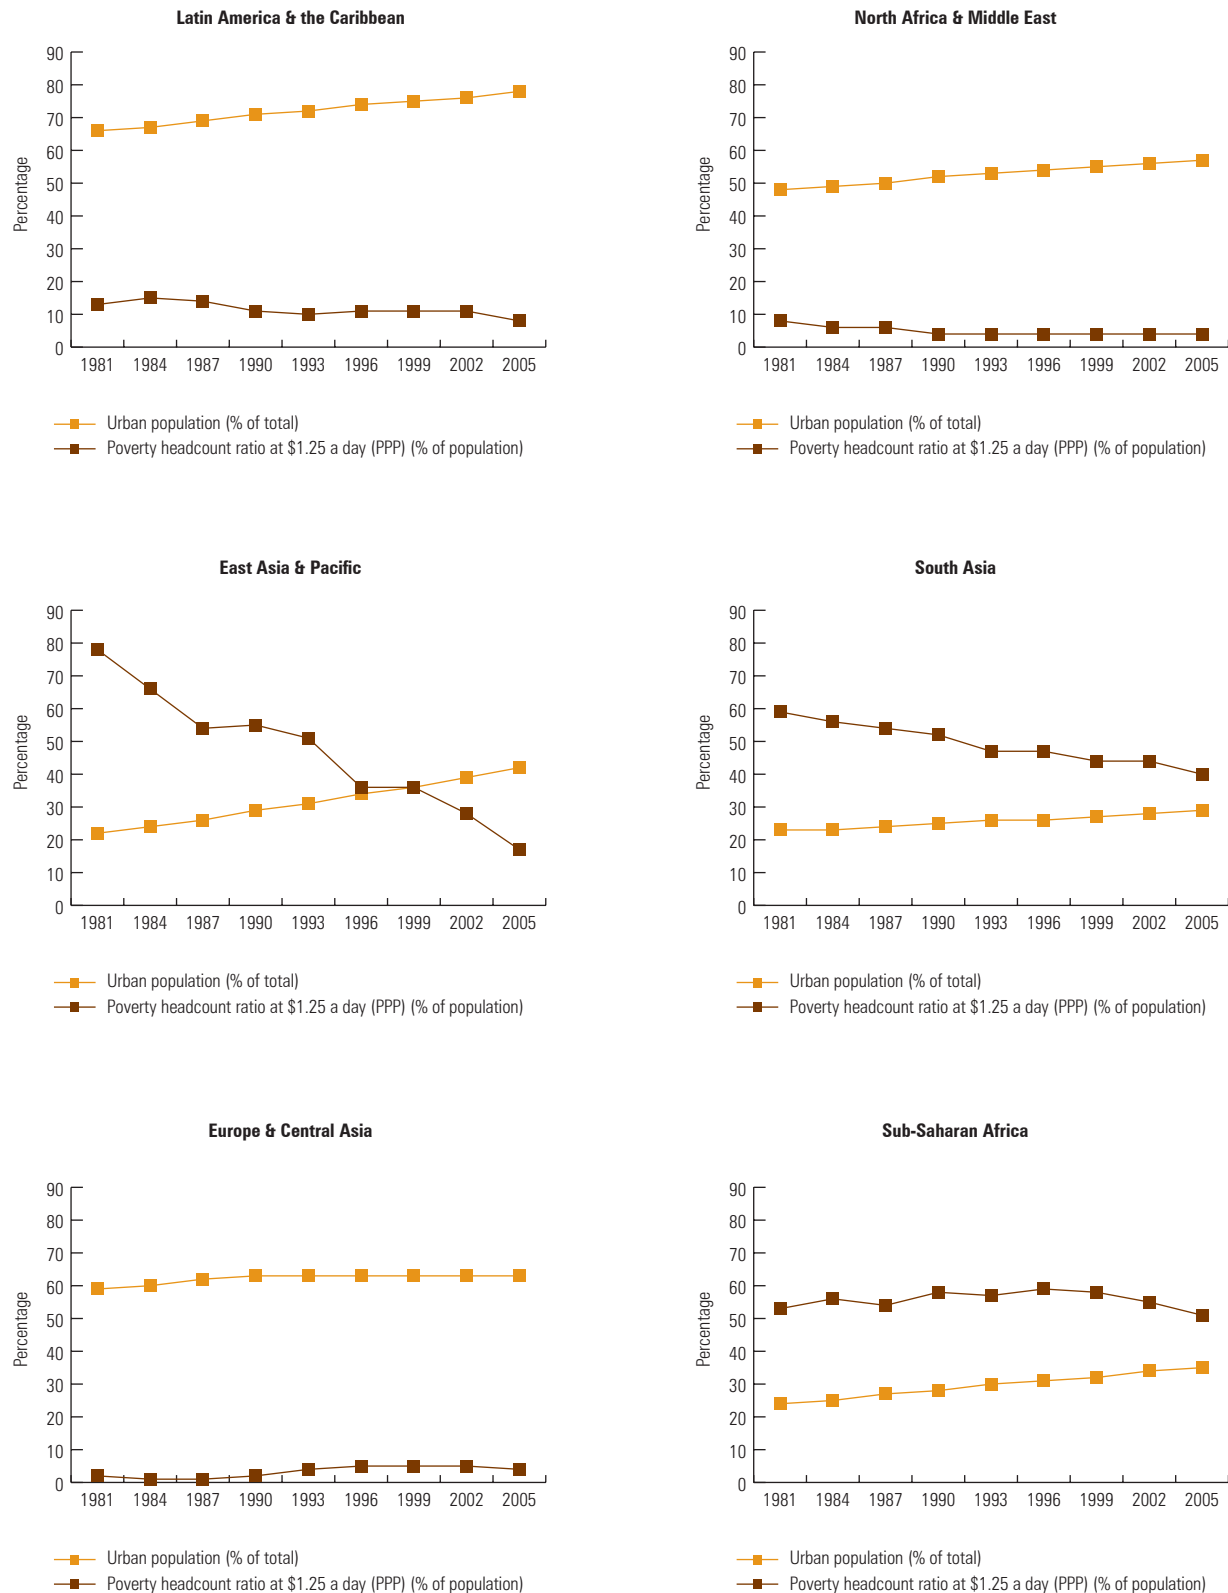 Latin America & the Caribbean
Percentage
90
80
70
60
50
40
30
20
10
0
1981 1984 1987 1990 1993 1996 1999 2002 2005
Urban population (% of total)
Poverty headcount ratio at $1.25 a day (PPP) (% of population)
North Africa & Middle East
Percentage
90
80
70
60
50
40
30
20
10
0
1981 1984 1987 1990 1993 1996 1999 2002 2005
Urban population (% of total)
Poverty headcount ratio at $1.25 a day (PPP) (% of population)
East Asia & Pacific
Percentage
90
80
70
60
50
40
30
20
10
0
1981 1984 1987 1990 1993 1996 1999 2002 2005
Urban population (% of total)
Poverty headcount ratio at $1.25 a day (PPP) (% of population)
South Asia
Percentage
90
80
70
60
50
40
30
20
10
0
1981 1984 1987 1990 1993 1996 1999 2002 2005
Urban population (% of total)
Poverty headcount ratio at $1.25 a day (PPP) (% of population)
Europe & Central Asia
Percentage
90
80
70
60
50
40
30
20
10
0
1981 1984 1987 1990 1993 1996 1999 2002 2005
Urban population (% of total)
Poverty headcount ratio at $1.25 a day (PPP) (% of population)
Sub-Saharan Africa
Percentage
90
80
70
60
50
40
30
20
10
0
1981 1984 1987 1990 1993 1996 1999 2002 2005
Urban population (% of total)
Poverty headcount ratio at $1.25 a day (PPP) (% of population)